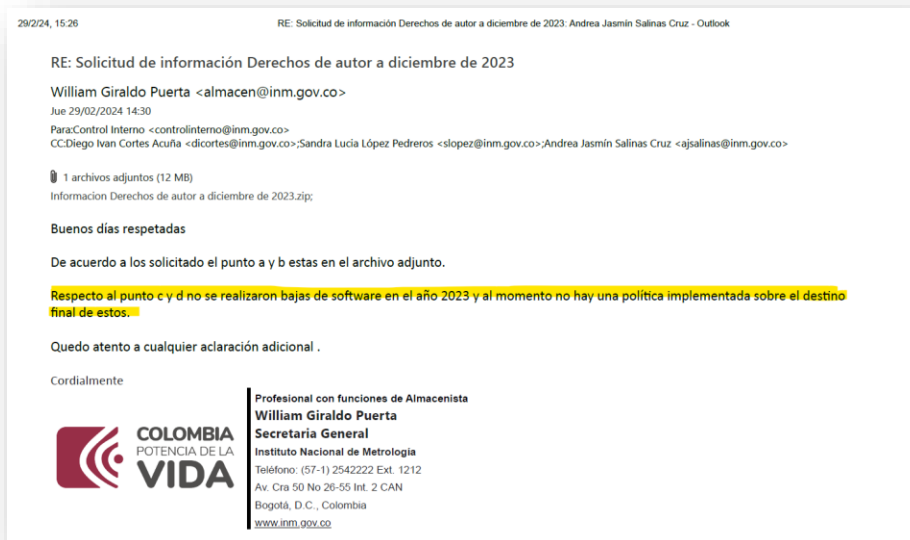 29/2/24, 15:26 RE: Solicitud de información Derechos de autor a diciembre de 2023: Andrea Jasmín Salinas Cruz - Outlook
RE: Solicitud de información Derechos de autor a diciembre de 2023
William Giraldo Puerta <almacen@inm.gov.co>
Jue 29/02/2024 14:30
Para:Control Interno <controlinterno@inm.gov.co>
CC:Diego Ivan Cortes Acuña <dicortes@inm.gov.co>;Sandra Lucia López Pedreros <slopez@inm.gov.co>;Andrea Jasmín Salinas Cruz <ajsalinas@inm.gov.co>
1 archivos adjuntos (12 MB)
Informacion Derechos de autor a diciembre de 2023.zip;
Buenos días respetadas
De acuerdo a los solicitado el punto a y b estas en el archivo adjunto.
Respecto al punto c y d no se realizaron bajas de software en el año 2023 y al momento no hay una política implementada sobre el destino
final de estos.
Quedo atento a cualquier aclaración adicional .
Cordialmente
COLOMBIA
POTENCIA DE LA
VIDA
Profesional con funciones de Almacenista
William Giraldo Puerta
Secretaria General
Instituto Nacional de Metrologia
Teléfono: (57-1) 2542222 Ext. 1212
Av. Cra 50 No 26-55 Int. 2 CAN
Bogotá, D.C., Colombia
www.inm.gov.co